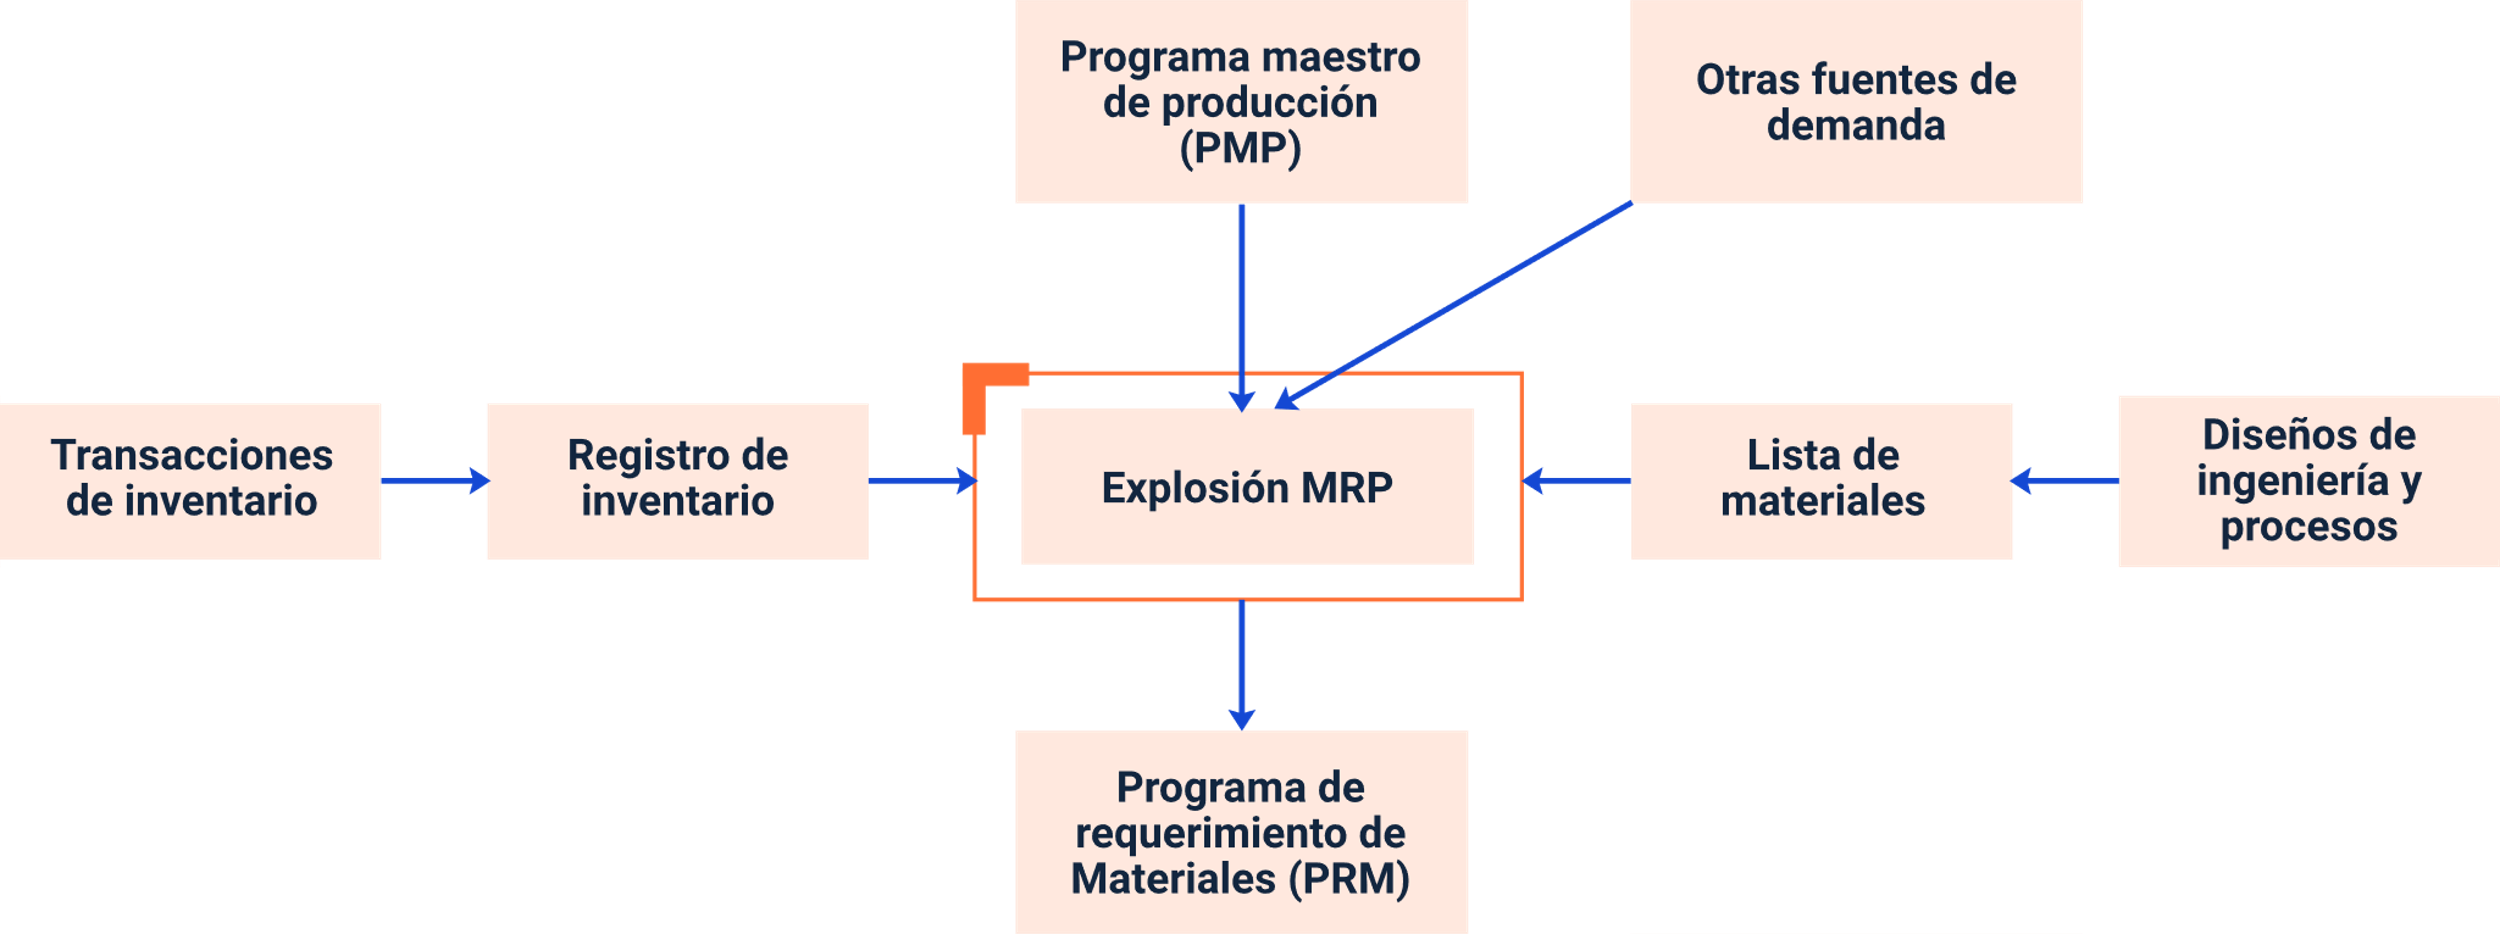 Programa maestro
de producción
(PMP)
Otras fuentes de
demanda
Transacciones
de inventario
Registro de
inventario
Explosión MRP
Lista de
materiales
Diseños de
ingeniería y
procesos
Programa de
requerimiento de
Materiales (PRM)